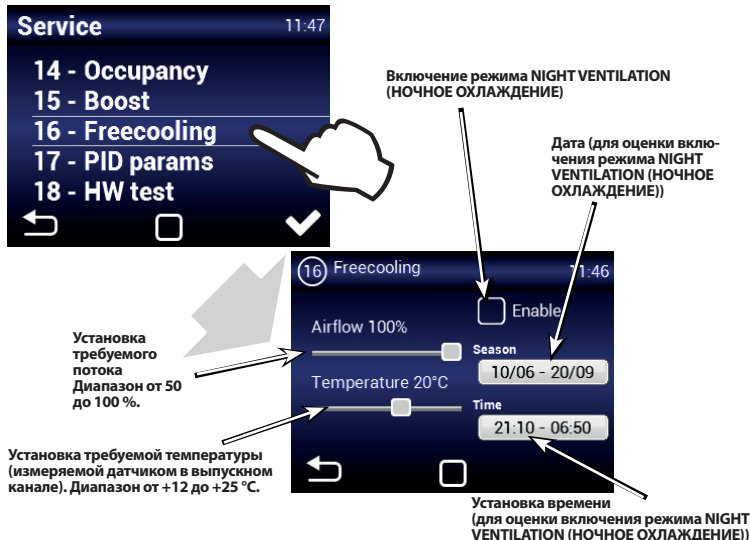 Service 11:47
14 - Occupancy
15 - Boost
16 - Freecooling
17 - PID params
18 - HW test
Включение режима NIGHT VENTILATION
(НОЧНОЕ ОХЛАЖДЕНИЕ)
Дата (для оценки вклю-
чения режима NIGHT
VENTILATION (НОЧНОЕ
ОХЛАЖДЕНИЕ))
16 Freecooling 11:46
Enable
Airflow 100%
Season
10/06 - 20/09
Temperature 20°C
Time
21:10 - 06:50
Установка
требуемого
потока
Диапазон от 50
до 100 %.
Установка требуемой температуры
(измеряемой датчиком в выпускном
канале). Диапазон от +12 до +25 °C.
Установка времени
(для оценки включения режима NIGHT
VENTILATION (НОЧНОЕ ОХЛАЖДЕНИЕ))